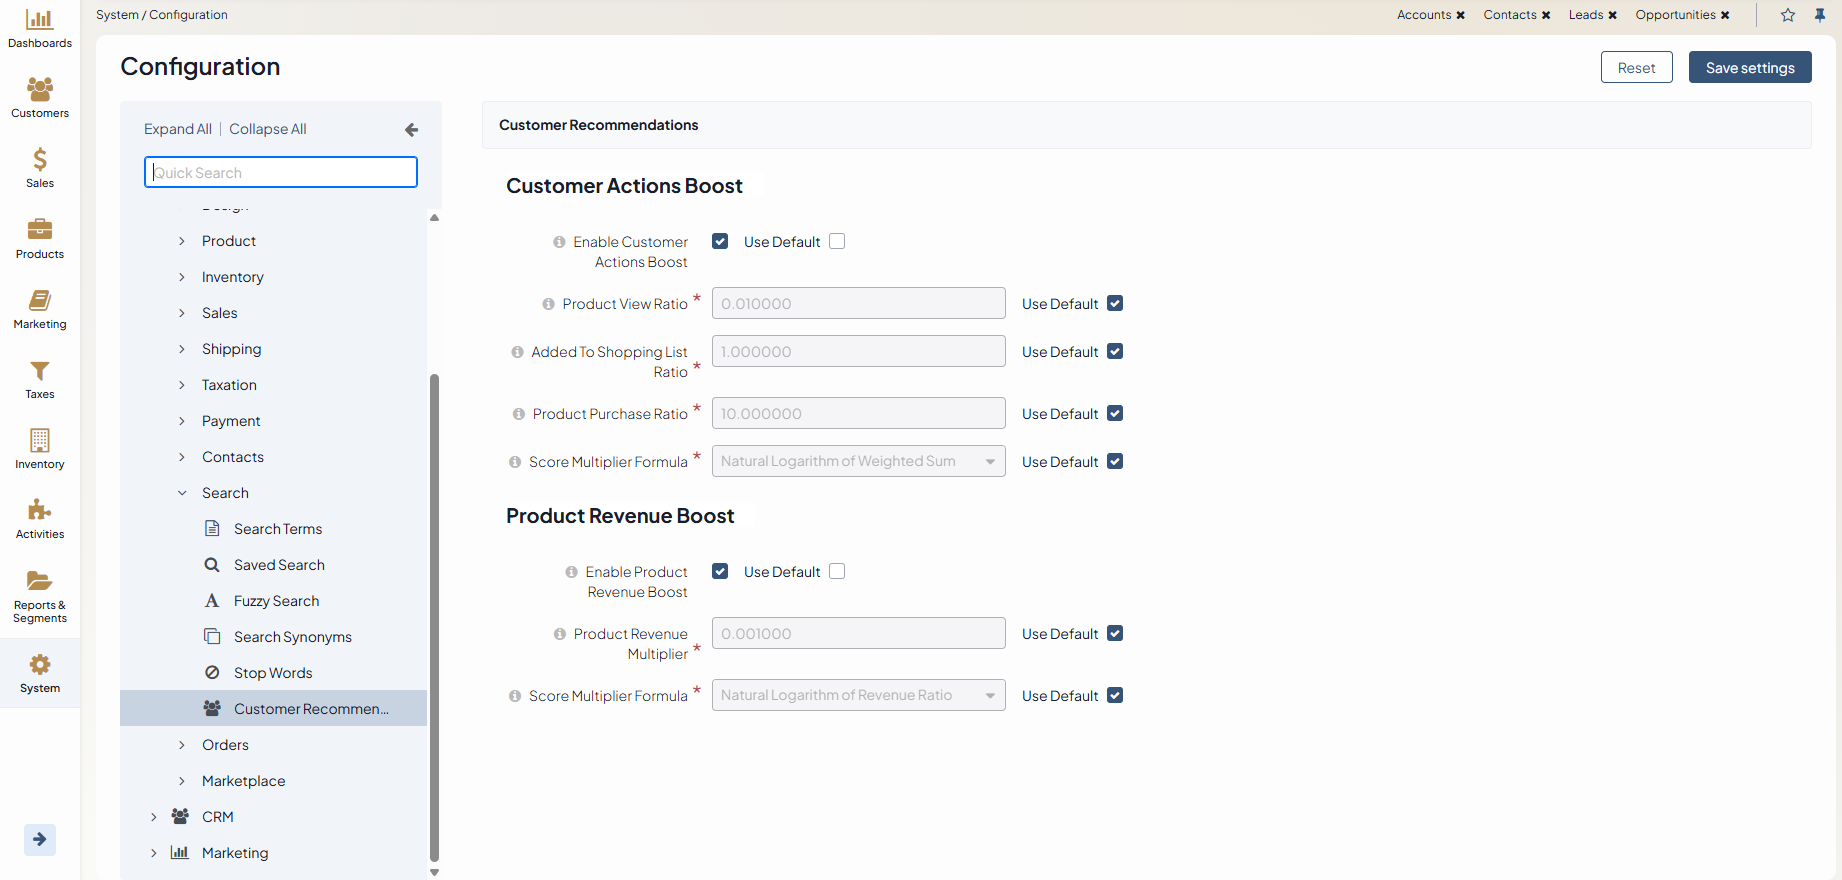 System / Configuration
Accounts ✖ Contacts ✖ Leads ✖ Opportunities ✖
Dashboards
Customers
Sales
Products
Marketing
Taxes
Inventory
Activities
Reports &
Segments
System
Configuration
Reset
Save settings
Expand All | Collapse All
Quick Search
Product
Inventory
Sales
Shipping
Taxation
Payment
Contacts
Search
Search Terms
Saved Search
Fuzzy Search
Search Synonyms
Stop Words
Customer Recommen...
Orders
Marketplace
CRM
Marketing
Customer Recommendations
Customer Actions Boost
Enable Customer
Actions Boost
Use Default
Product View Ratio * 0.010000 Use Default
Added To Shopping List
Ratio *
1.000000 Use Default
Product Purchase Ratio * 10.000000 Use Default
Score Multiplier Formula * Natural Logarithm of Weighted Sum Use Default
Product Revenue Boost
Enable Product
Revenue Boost
Use Default
Product Revenue
Multiplier *
0.001000 Use Default
Score Multiplier Formula * Natural Logarithm of Revenue Ratio Use Default